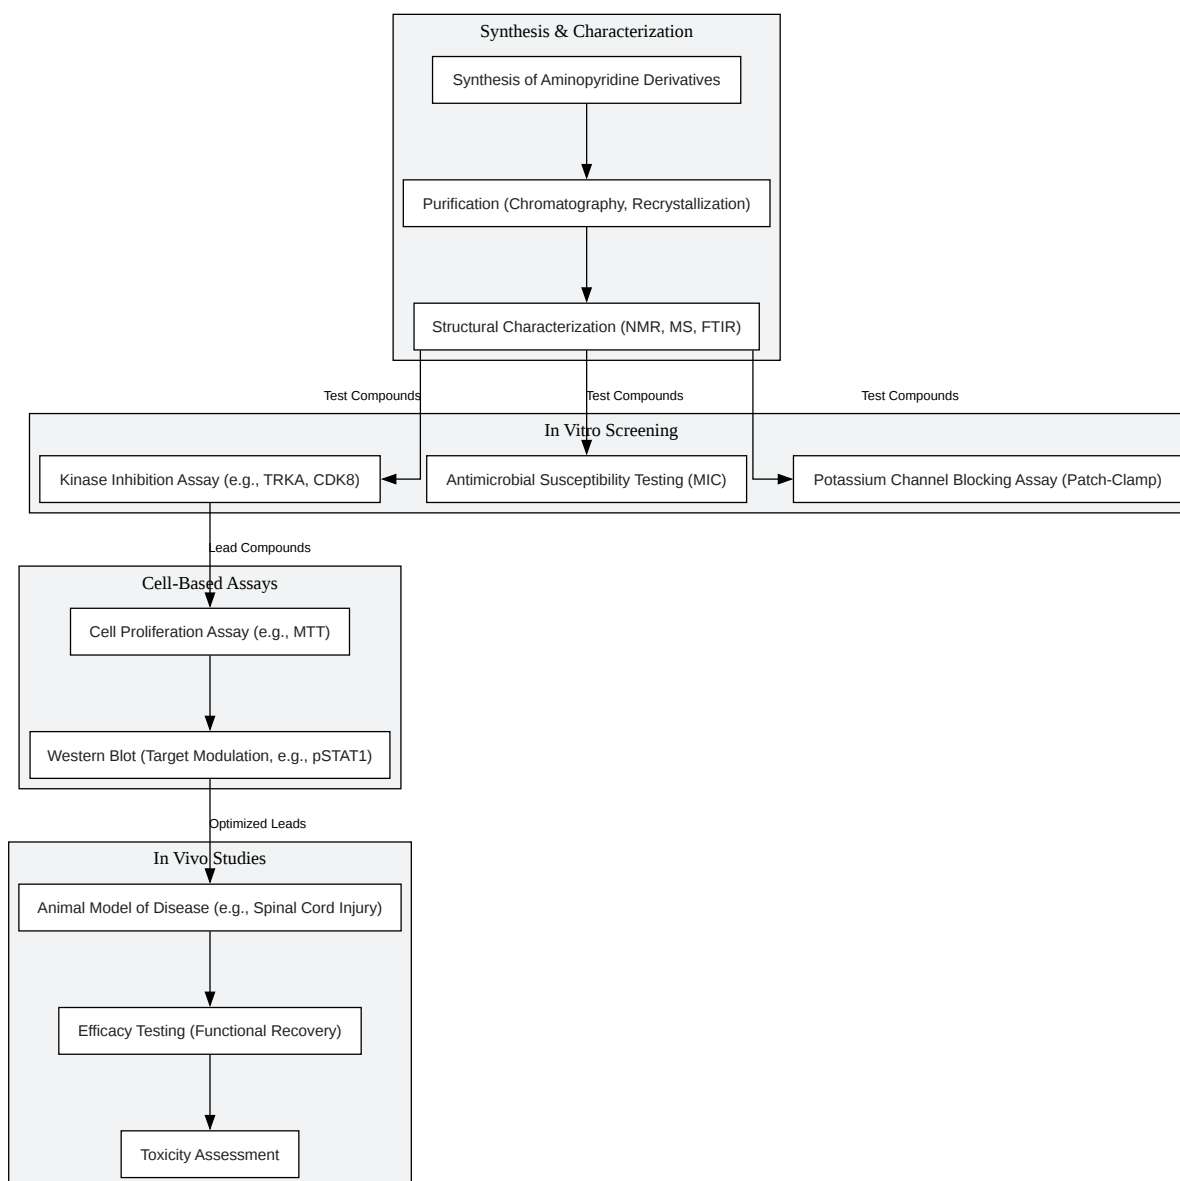 Synthesis & Characterization
Synthesis of Aminopyridine Derivatives
Purification (Chromatography, Recrystallization)
Structural Characterization (NMR, MS, FTIR)
Test Compounds
Test Compounds
Test Compounds
In Vitro Screening
Kinase Inhibition Assay (e.g., TRKA, CDK8)
Antimicrobial Susceptibility Testing (MIC)
Potassium Channel Blocking Assay (Patch-Clamp)
Lead Compounds
Cell-Based Assays
Cell Proliferation Assay (e.g., MTT)
Western Blot (Target Modulation, e.g., pSTAT1)
Optimized Leads
In Vivo Studies
Animal Model of Disease (e.g., Spinal Cord Injury)
Efficacy Testing (Functional Recovery)
Toxicity Assessment